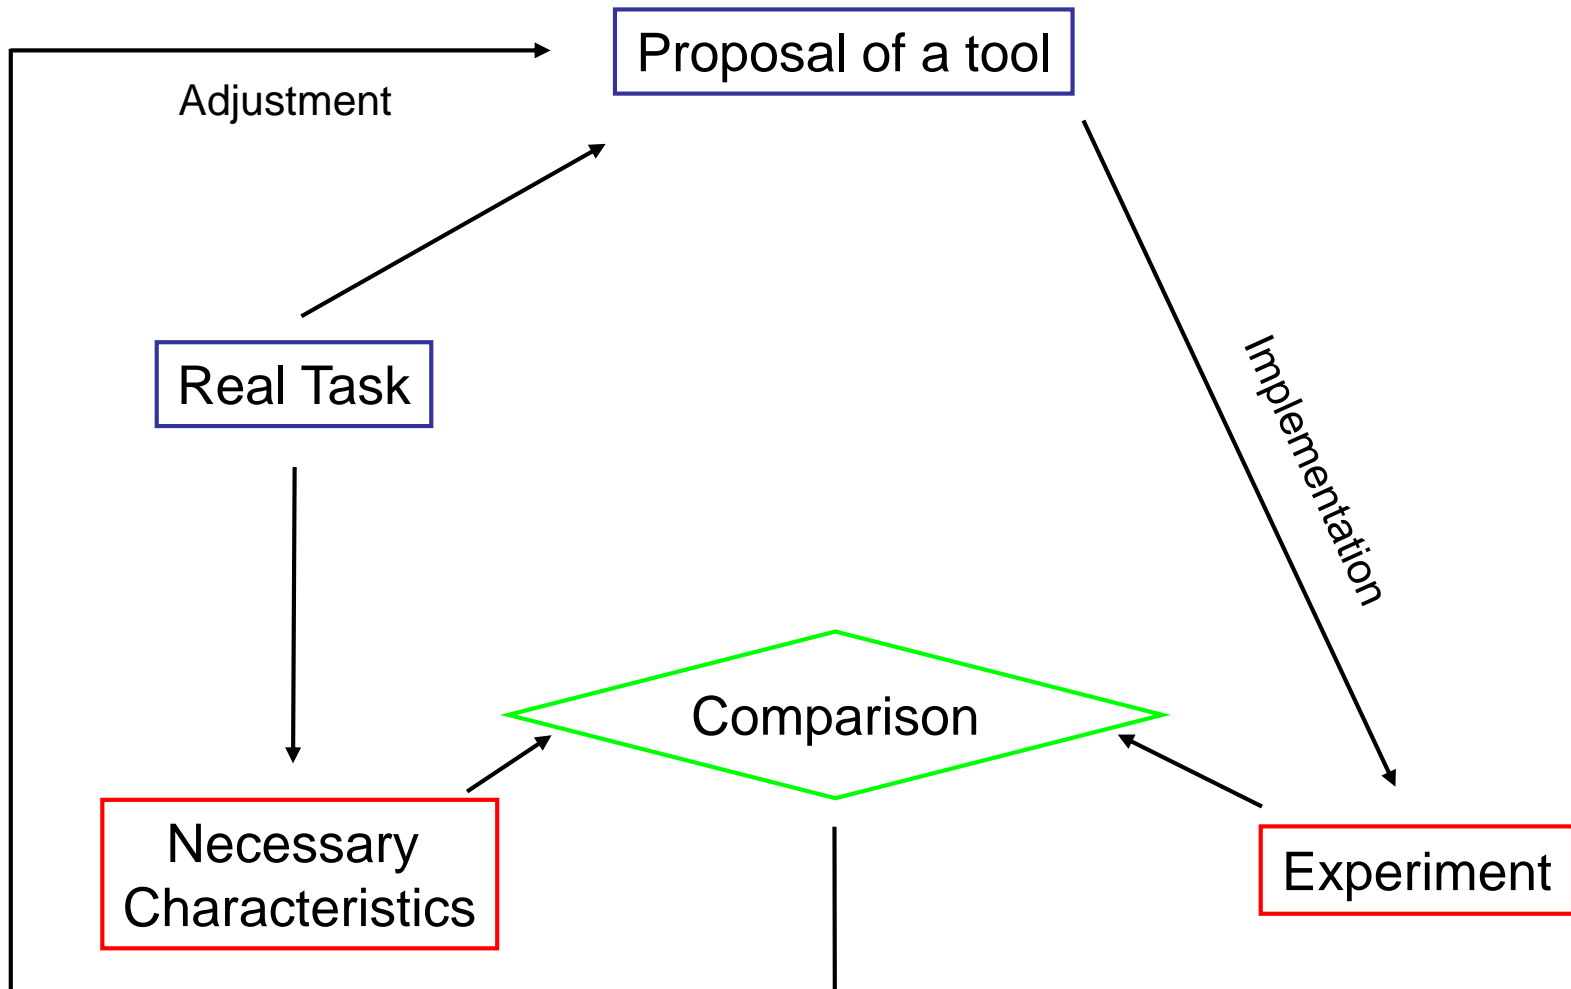 Proposal of a tool
Adjustment
Real Task
Implementation
Comparison
Necessary
Characteristics
Experiment